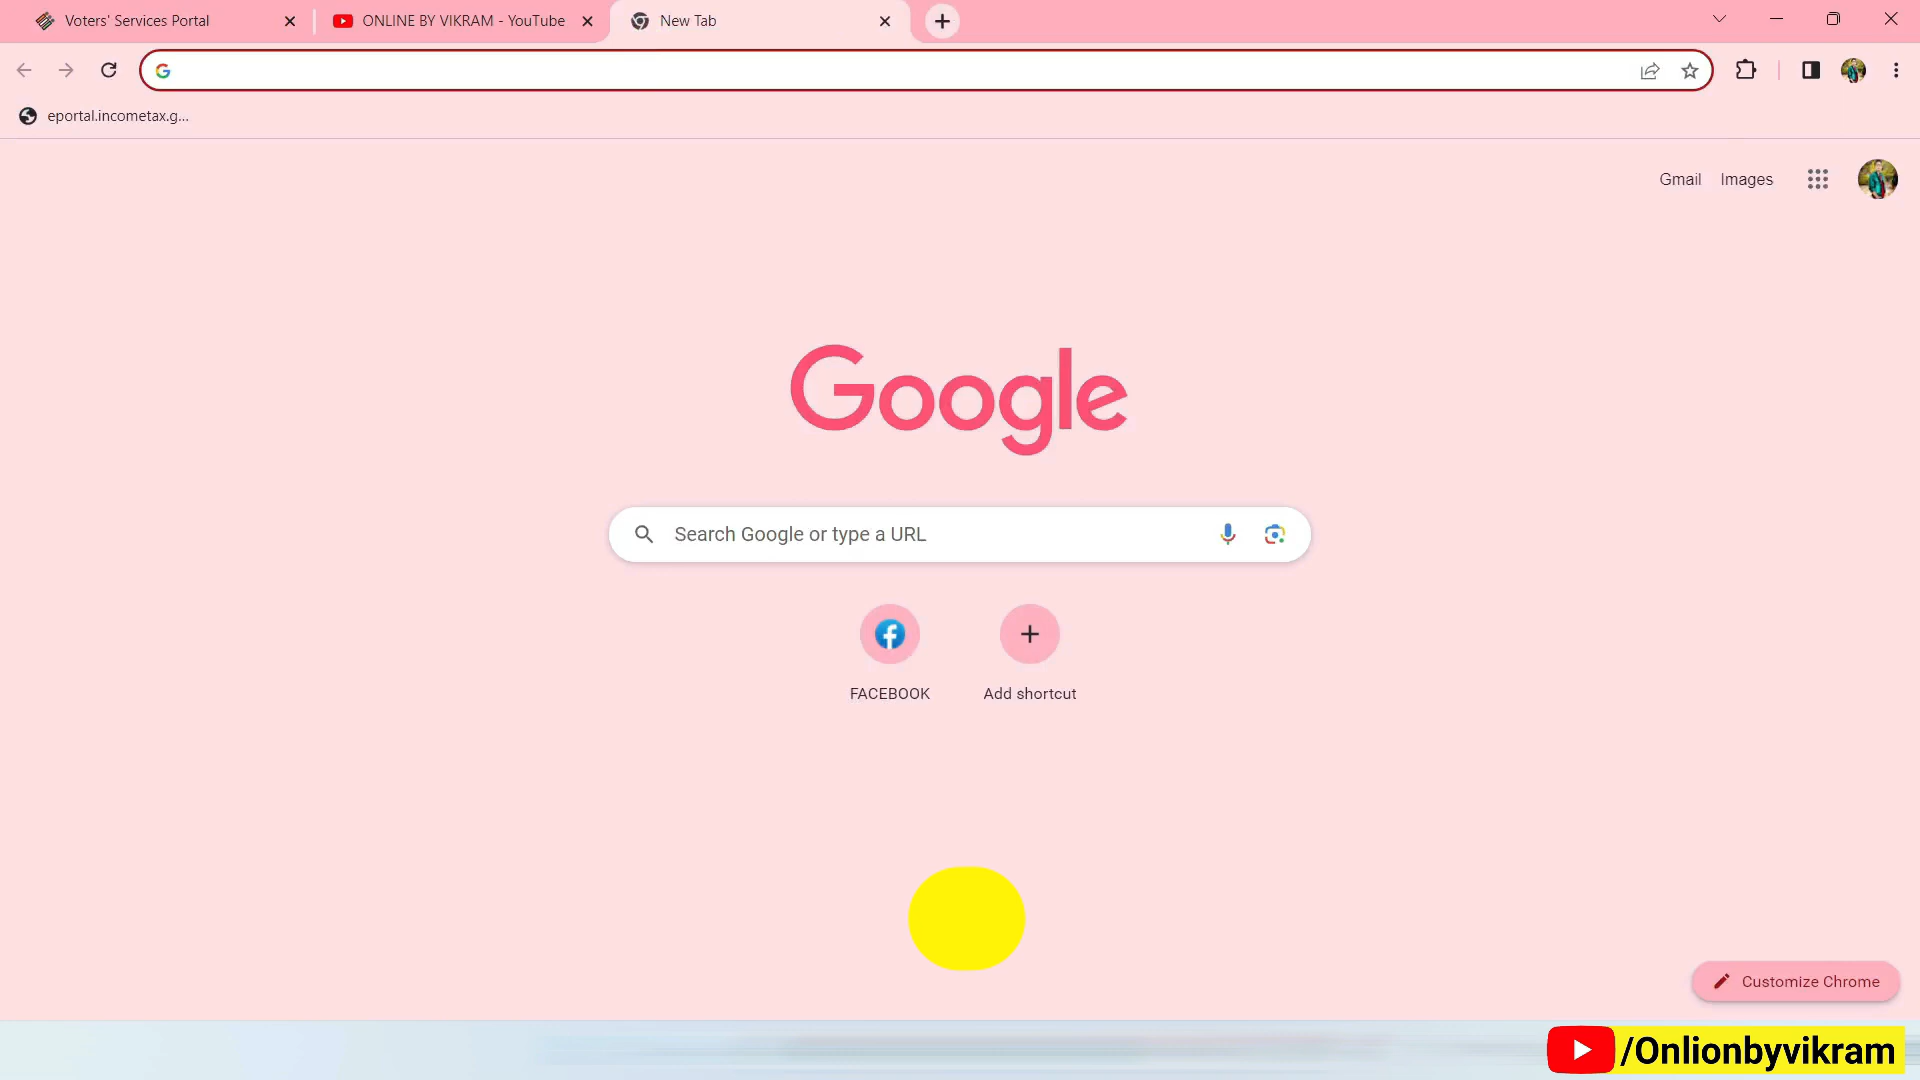 Voters' Services Portal
ONLINE BY VIKRAM - YouTube
New Tab
eportal.incometax.g...
Gmail Images
Google
Search Google or type a URL
FACEBOOK Add shortcut
Customize Chrome
/Onlionbyvikram